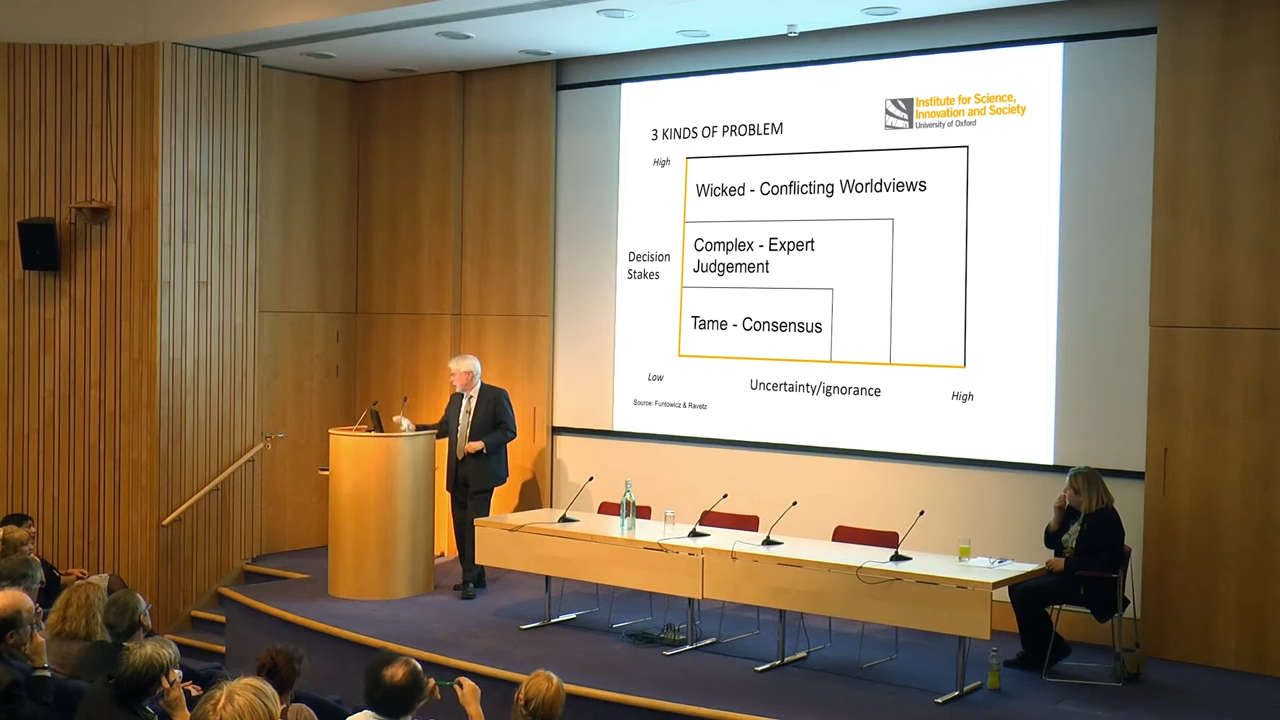 Institute for Science,
Innovation and Society
University of Oxford
3 KINDS OF PROBLEM
High
Wicked - Conflicting Worldviews
Decision
Stakes
Complex - Expert
Judgement
Tame - Consensus
Low
Uncertainty/ignorance
High
Source: Funtowicz & Ravetz